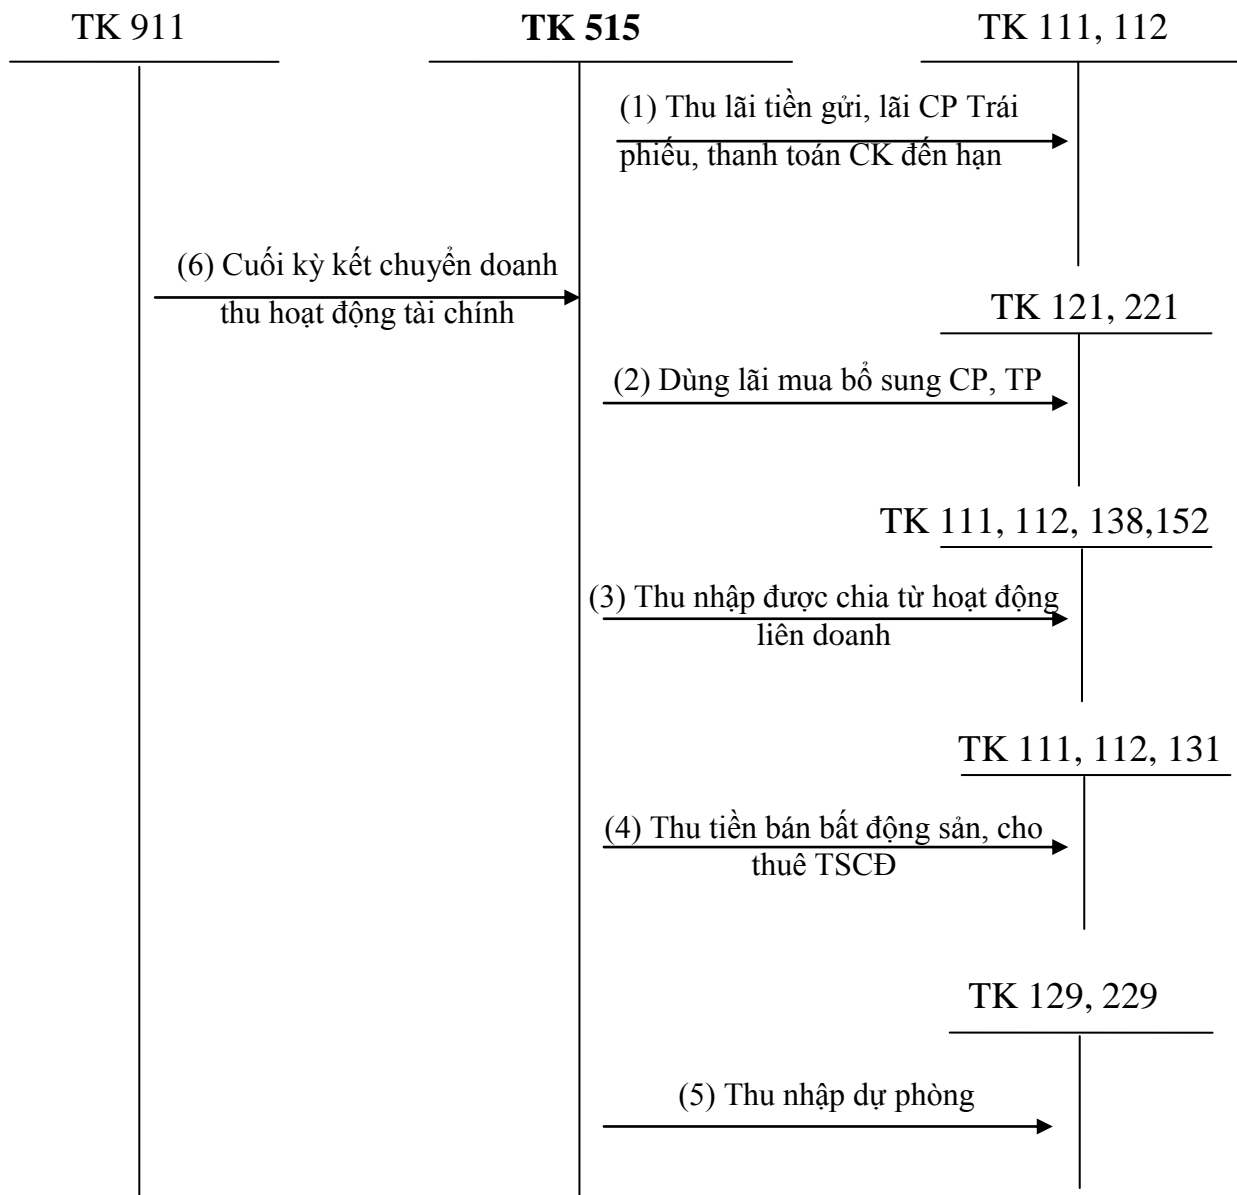 TK 911
TK 515
TK 111, 112
(1) Thu lãi tiền gửi, lãi CP Trái
phiếu, thanh toán CK đến hạn
(6) Cuối kỳ kết chuyển doanh
thu hoạt động tài chính
TK 121, 221
(2) Dùng lãi mua bổ sung CP, TP
TK 111, 112, 138,152
(3) Thu nhập được chia từ hoạt động
liên doanh
TK 111, 112, 131
(4) Thu tiền bán bất động sản, cho
thuê TSCĐ
TK 129, 229
(5) Thu nhập dự phòng